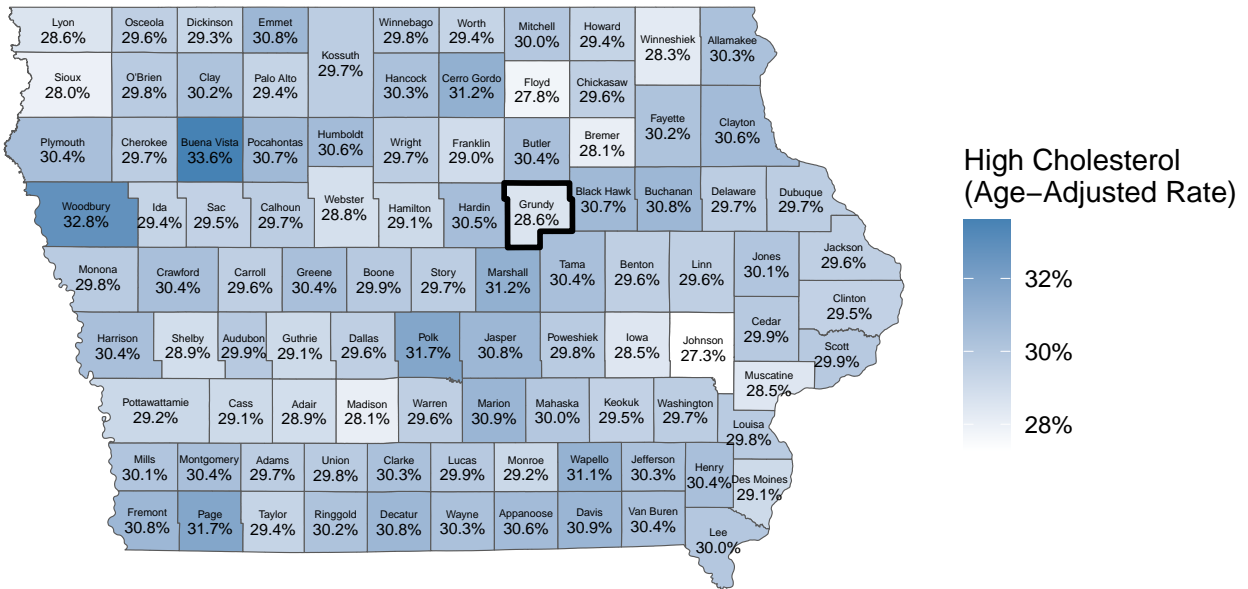 Lyon
28.6%
Osceola
29.6%
Dickinson
29.3%
Emmet
30.8%
Kossuth
29.7%
Winnebago
29.8%
Worth
29.4%
Mitchell
30.0%
Howard
29.4%
Winneshiek
28.3%
Allamakee
30.3%
Sioux
28.0%
O'Brien
29.8%
Clay
30.2%
Palo Alto
29.4%
Hancock
30.3%
Cerro Gordo
31.2%
Floyd
27.8%
Chickasaw
29.6%
Fayette
30.2%
Clayton
30.6%
Plymouth
30.4%
Cherokee
29.7%
Buena Vista
33.6%
Pocahontas
30.7%
Humboldt
30.6%
Wright
29.7%
Franklin
29.0%
Butler
30.4%
Bremer
28.1%
Woodbury
32.8%
Ida
29.4%
Sac
29.5%
Calhoun
29.7%
Webster
28.8%
Hamilton
29.1%
Hardin
30.5%
Grundy
28.6%
Black Hawk
30.7%
Buchanan
30.8%
Delaware
29.7%
Dubuque
29.7%
Monona
29.8%
Crawford
30.4%
Carroll
29.6%
Greene
30.4%
Boone
29.9%
Story
29.7%
Marshall
31.2%
Tama
30.4%
Benton
29.6%
Linn
29.6%
Jones
30.1%
Jackson
29.6%
Clinton
29.5%
Harrison
30.4%
Shelby
28.9%
Audubon
29.9%
Guthrie
29.1%
Dallas
29.6%
Polk
31.7%
Jasper
30.8%
Poweshiek
29.8%
Iowa
28.5%
Johnson
27.3%
Cedar
29.9%
Scott
29.9%
Muscatine
28.5%
Pottawattamie
29.2%
Cass
29.1%
Adair
28.9%
Madison
28.1%
Warren
29.6%
Marion
30.9%
Mahaska
30.0%
Keokuk
29.5%
Washington
29.7%
Louisa
29.8%
Mills
30.1%
Montgomery
30.4%
Adams
29.7%
Union
29.8%
Clarke
30.3%
Lucas
29.9%
Monroe
29.2%
Wapello
31.1%
Jefferson
30.3%
Henry
30.4%
Des Moines
29.1%
Fremont
30.8%
Page
31.7%
Taylor
29.4%
Ringgold
30.2%
Decatur
30.8%
Wayne
30.3%
Appanoose
30.6%
Davis
30.9%
Van Buren
30.4%
Lee
30.0%
High Cholesterol
(Age−Adjusted Rate)
32%
30%
28%